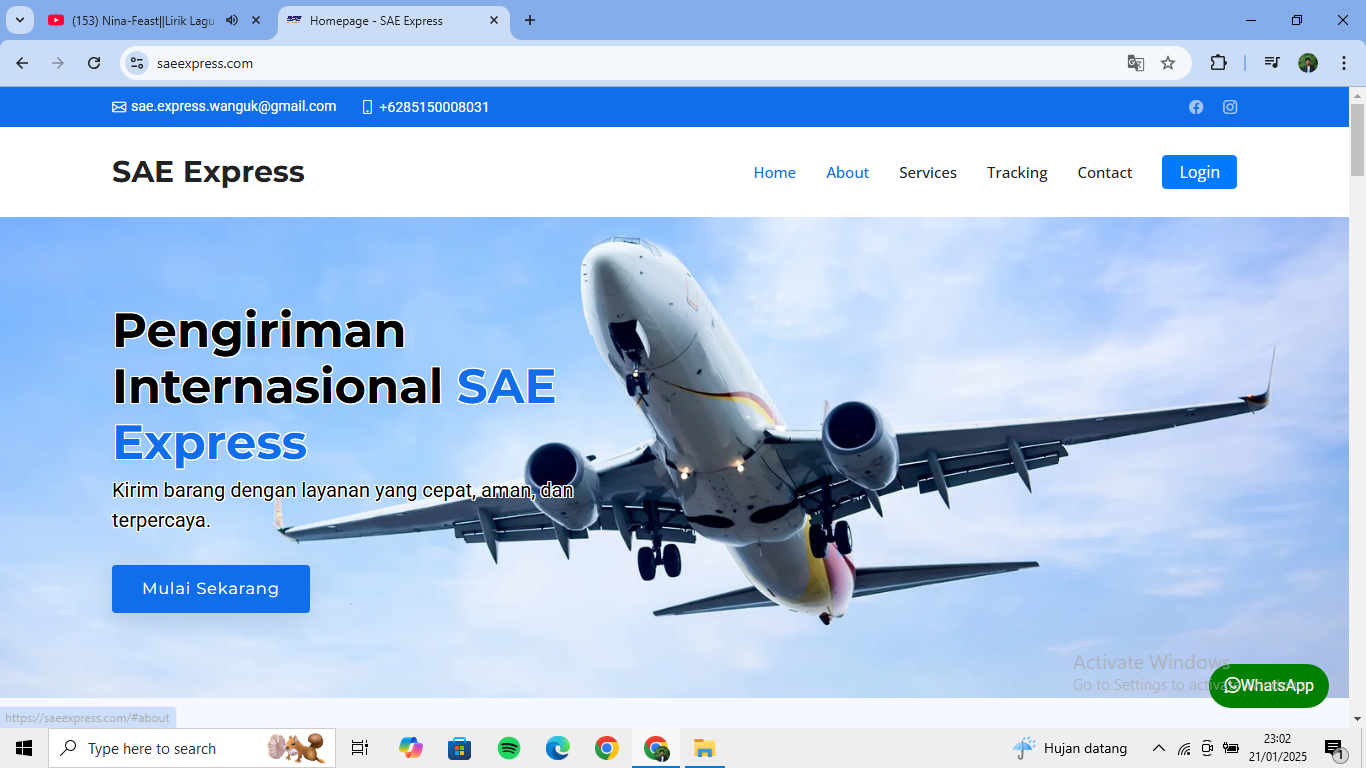 (153) Nina-Feast||Lirik Lagu
Homepage - SAE Express
saeexpress.com
sae.express.wanguk@gmail.com
+6285150008031
SAE Express
Home
About
Services
Tracking
Contact
Login
Pengiriman
Internasional SAE
Express
Kirim barang dengan layanan yang cepat, aman, dan
terpercaya.
Mulai Sekarang
Activate Windows
Go to Settings to activate Windows.
WhatsApp
https://saeexpress.com/#about
Type here to search
Hujan datang
23:02
21/01/2025
1